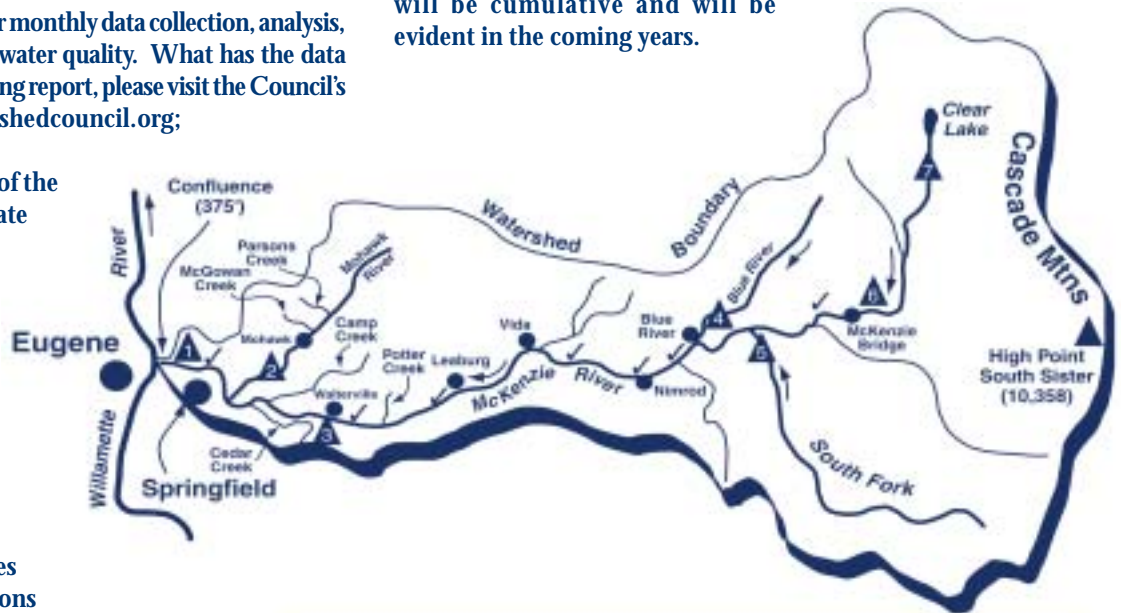 r monthly data collection, analysis,
water quality. What has the data
ng report, please visit the Council's
shedcouncil.org;
of the
ate
es
ons
will be cumulative and will be
evident in the coming years.
Clear
Lake
7
Cascade Mtns
Confluence
(375')
River
Parsons
Creek
McGowan
Creek
Mohawk
River
Watershed
Boundary
Blue River
4
6
McKenzie
Bridge
Blue
River
5
High Point
South Sister
(10,358)
Eugene
1
Mohawk
2
Camp
Creek
Potter
Creek
Leaburg
Vida
McKenzie River
Nimrod
Walterville
3
Cedar
Creek
Springfield
Willamette
South Fork